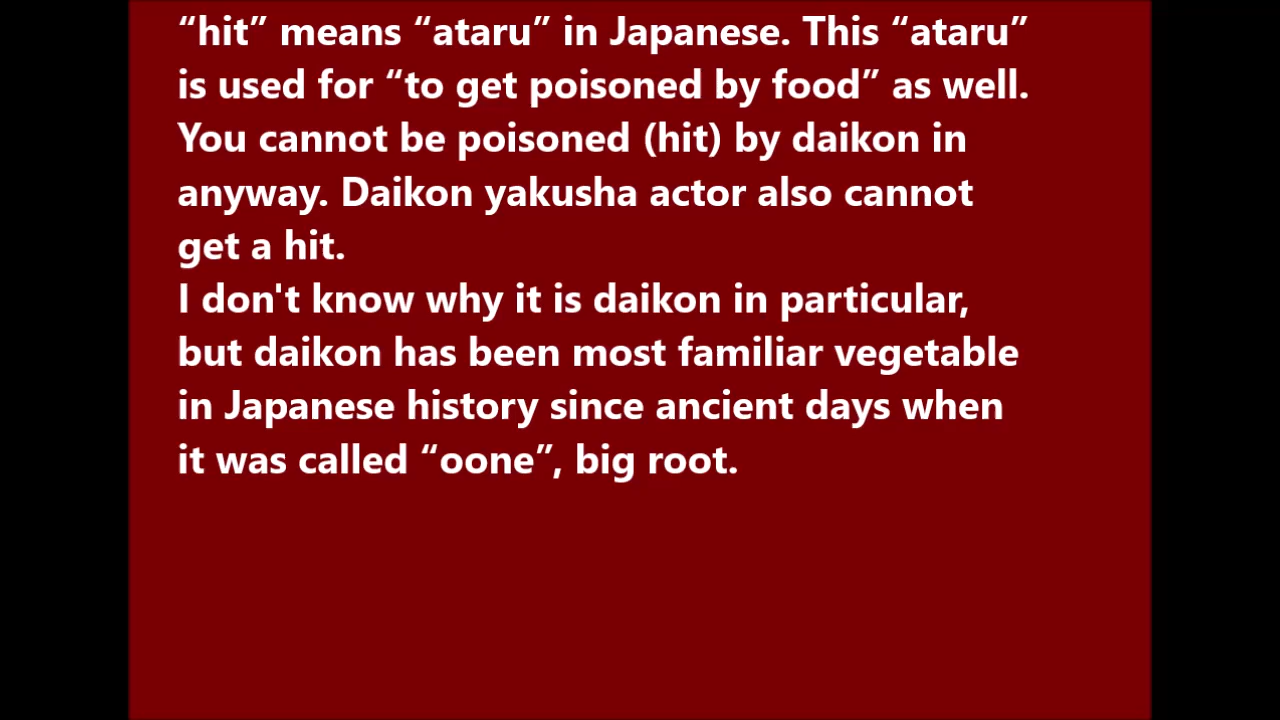 “hit” means “ataru” in Japanese. This “ataru”
is used for “to get poisoned by food” as well.
You cannot be poisoned (hit) by daikon in
anyway. Daikon yakusha actor also cannot
get a hit.
I don't know why it is daikon in particular,
but daikon has been most familiar vegetable
in Japanese history since ancient days when
it was called “oone”, big root.